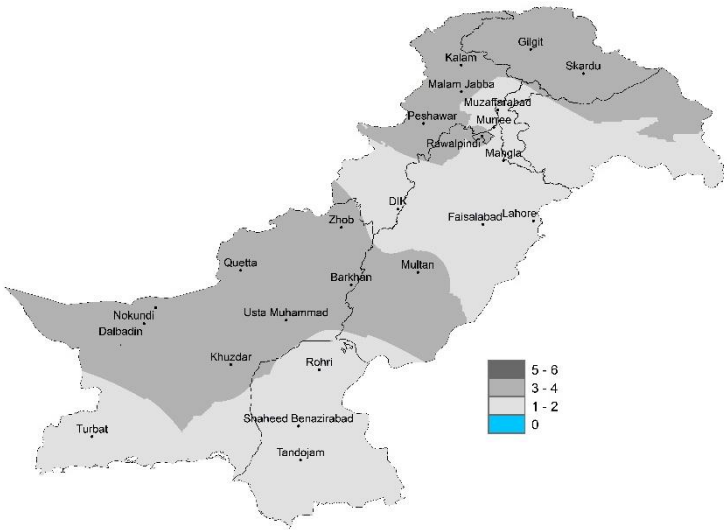 Gilgit
Kalam
Skardu
Malam Jabba
Muzaffarabad
Peshawar
Murree
Rawalpindi
Mangla
DIK
Faisalabad
Lahore
Zhob
Quetta
Multan
Barkhan
Nokundi
Usta Muhammad
Dalbadin
Khuzdar
Rohri
5 - 6
3 - 4
1 - 2
0
Shaheed Benazirabad
Turbat
Tandojam